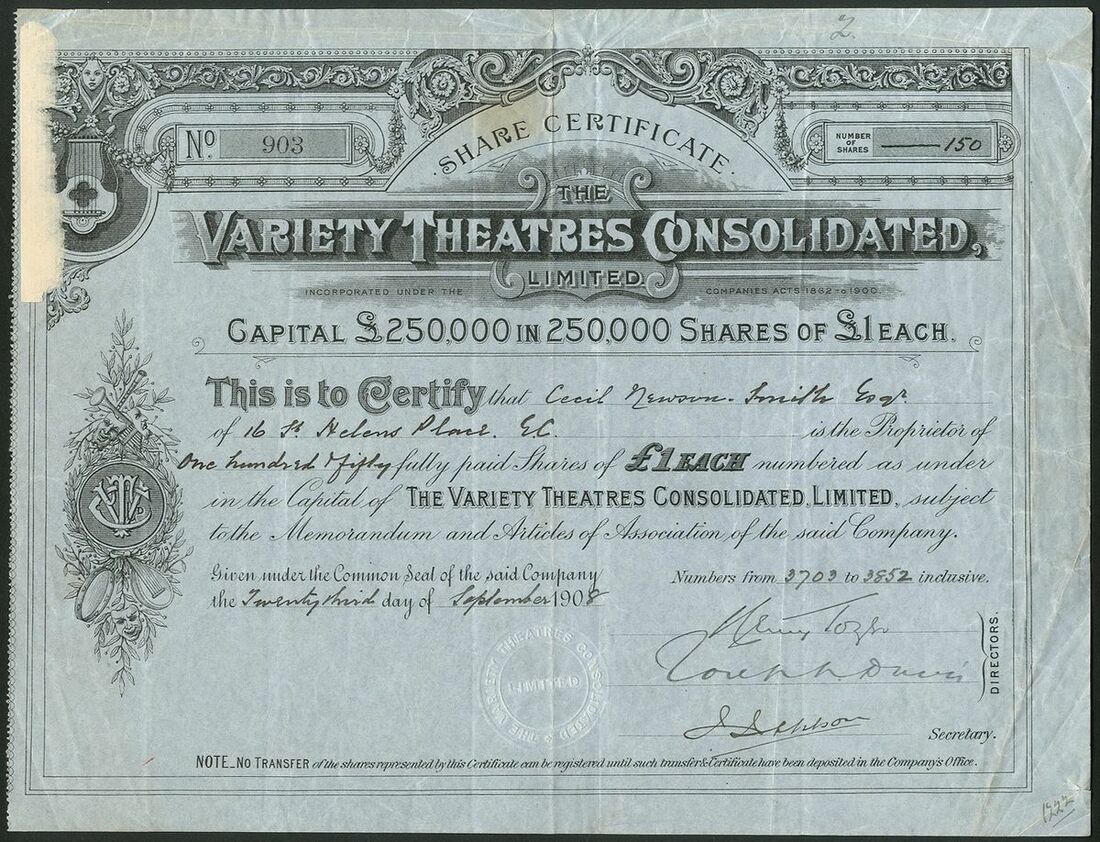 2
No 903
SHARE CERTIFICATE.
NUMBER OF SHARES 150
THE
VARIETY THEATRES CONSOLIDATED,
LIMITED.
INCORPORATED UNDER THE COMPANIES ACTS 1862 to 1900.
CAPITAL £250,000 IN 250,000 SHARES OF £1 EACH.
This is to Certify that Cecil Newson-Smith Esqr
of 16 St Helens Place. E.C. is the Proprietor of
One hundred & fifty fully paid Shares of £1 EACH numbered as under
in the Capital of THE VARIETY THEATRES CONSOLIDATED, LIMITED, subject
to the Memorandum and Articles of Association of the said Company.
Given under the Common Seal of the said Company
the Twenty third day of September 1908
Numbers from 3703 to 3852 inclusive.
THE VARIETY THEATRES CONSOLIDATED
LIMITED
Henry Tozer
Joseph Davis
DIRECTORS.
Secretary.
NOTE_NO TRANSFER of the shares represented by this Certificate can be registered until such transfer & Certificate have been deposited in the Company's Office.